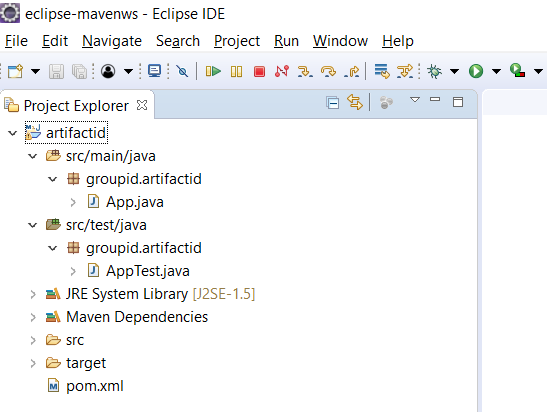 eclipse-mavenws - Eclipse IDE
File Edit Navigate Search Project Run Window Help
Project Explorer
artifactid
src/main/java
groupid.artifactid
App.java
src/test/java
groupid.artifactid
AppTest.java
JRE System Library [J2SE-1.5]
Maven Dependencies
src
target
pom.xml